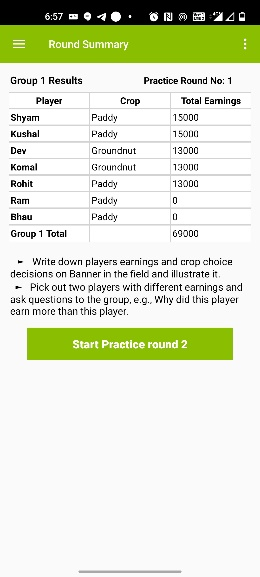 6:57
Round Summary
Group 1 Results Practice Round No: 1
Player Crop Total Earnings
Shyam Paddy 15000
Kushal Paddy 15000
Dev Groundnut 13000
Komal Groundnut 13000
Rohit Paddy 13000
Ram Paddy 0
Bhau Paddy 0
Group 1 Total 69000
► Write down players earnings and crop choice
decisions on Banner in the field and illustrate it.
► Pick out two players with different earnings and
ask questions to the group, e.g., Why did this player
earn more than this player.
Start Practice round 2